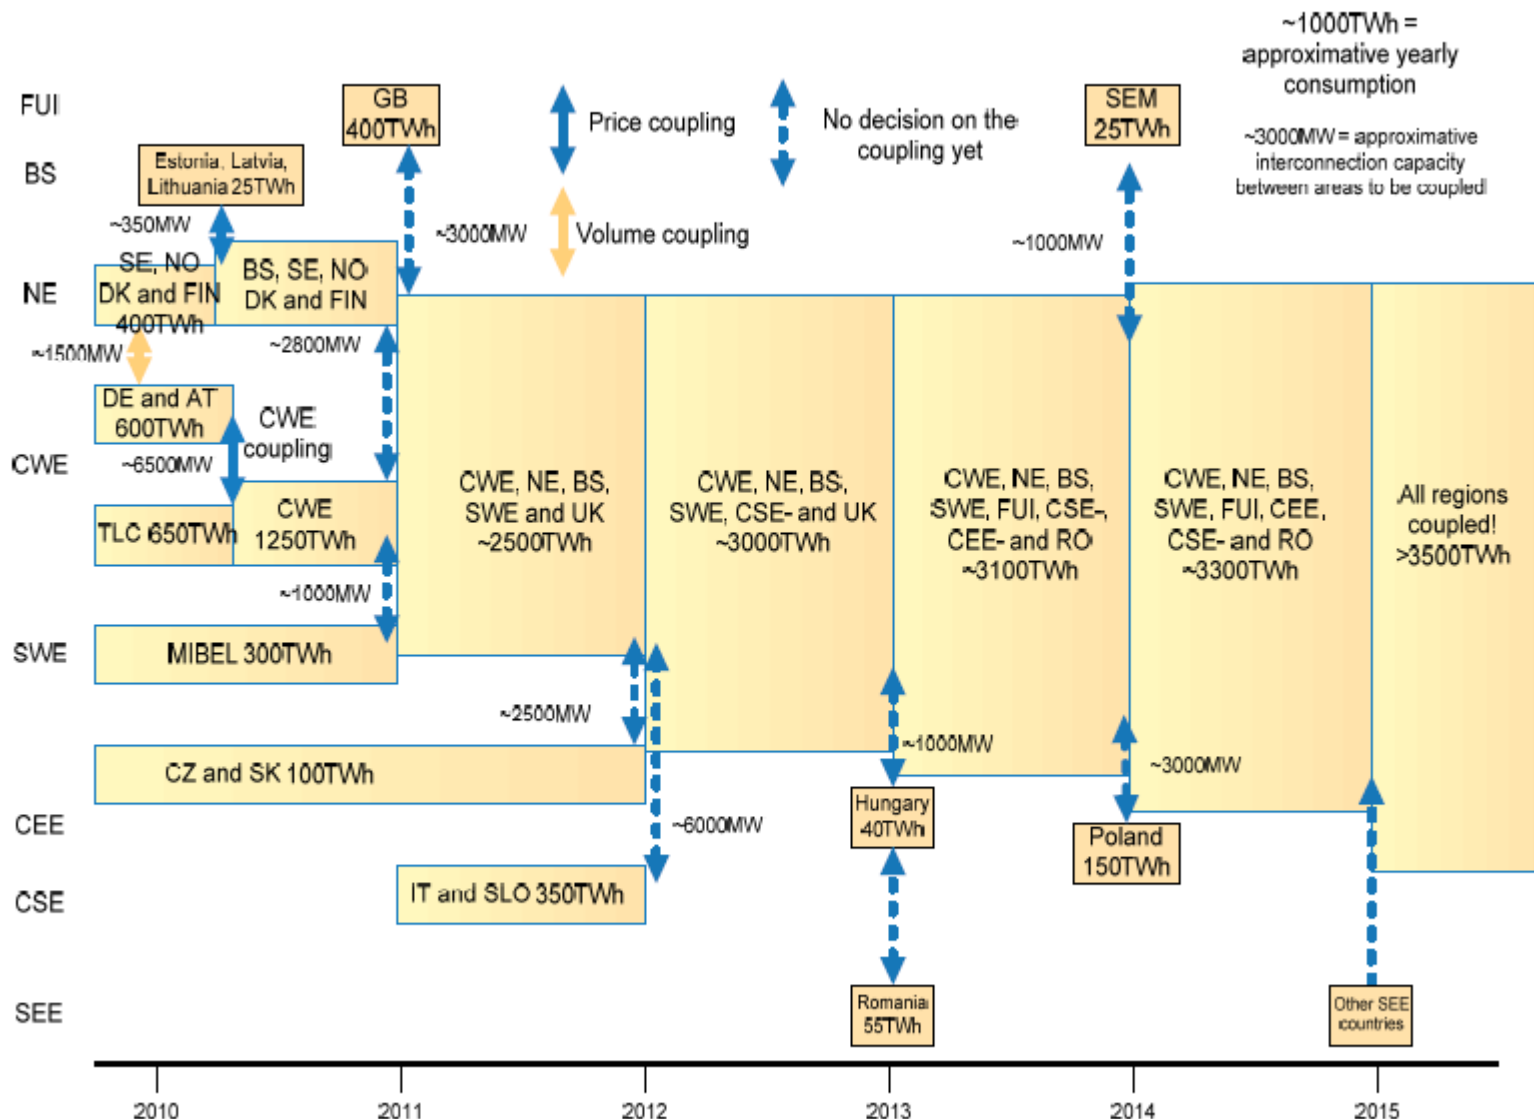 ~1000TWh =
approximative yearly
consumption
~3000MW = approximative
interconnection capacity
between areas to be coupled
FUI
GB
400TWh
Price coupling
No decision on the
coupling yet
SEM
25TWh
BS
Estonia, Latvia,
Lithuania 25TWh
~350MW
~3000MW
Volume coupling
~1000MW
NE
SE, NO
DK and FIN
400TWh
BS, SE, NO
DK and FIN
~1500MW
~2800MW
DE and AT
600TWh
CWE
coupling
CWE
~6500MW
TLC 650TWh
CWE
1250TWh
~1000MW
CWE, NE, BS,
SWE and UK
~2500TWh
CWE, NE, BS,
SWE, CSE- and UK
~3000TWh
CWE, NE, BS,
SWE, FUI, CSE-,
CEE- and RO
~3100TWh
CWE, NE, BS,
SWE, FUI, CEE,
CSE- and RO
~3300TWh
All regions
coupled!
>3500TWh
SWE
MIBEL 300TWh
~2500MW
~1000MW
~3000MW
CZ and SK 100TWh
CEE
~6000MW
Hungary
40TWh
Poland
150TWh
CSE
IT and SLO 350TWh
SEE
Romania
55TWh
Other SEE
countries
2010
2011
2012
2013
2014
2015